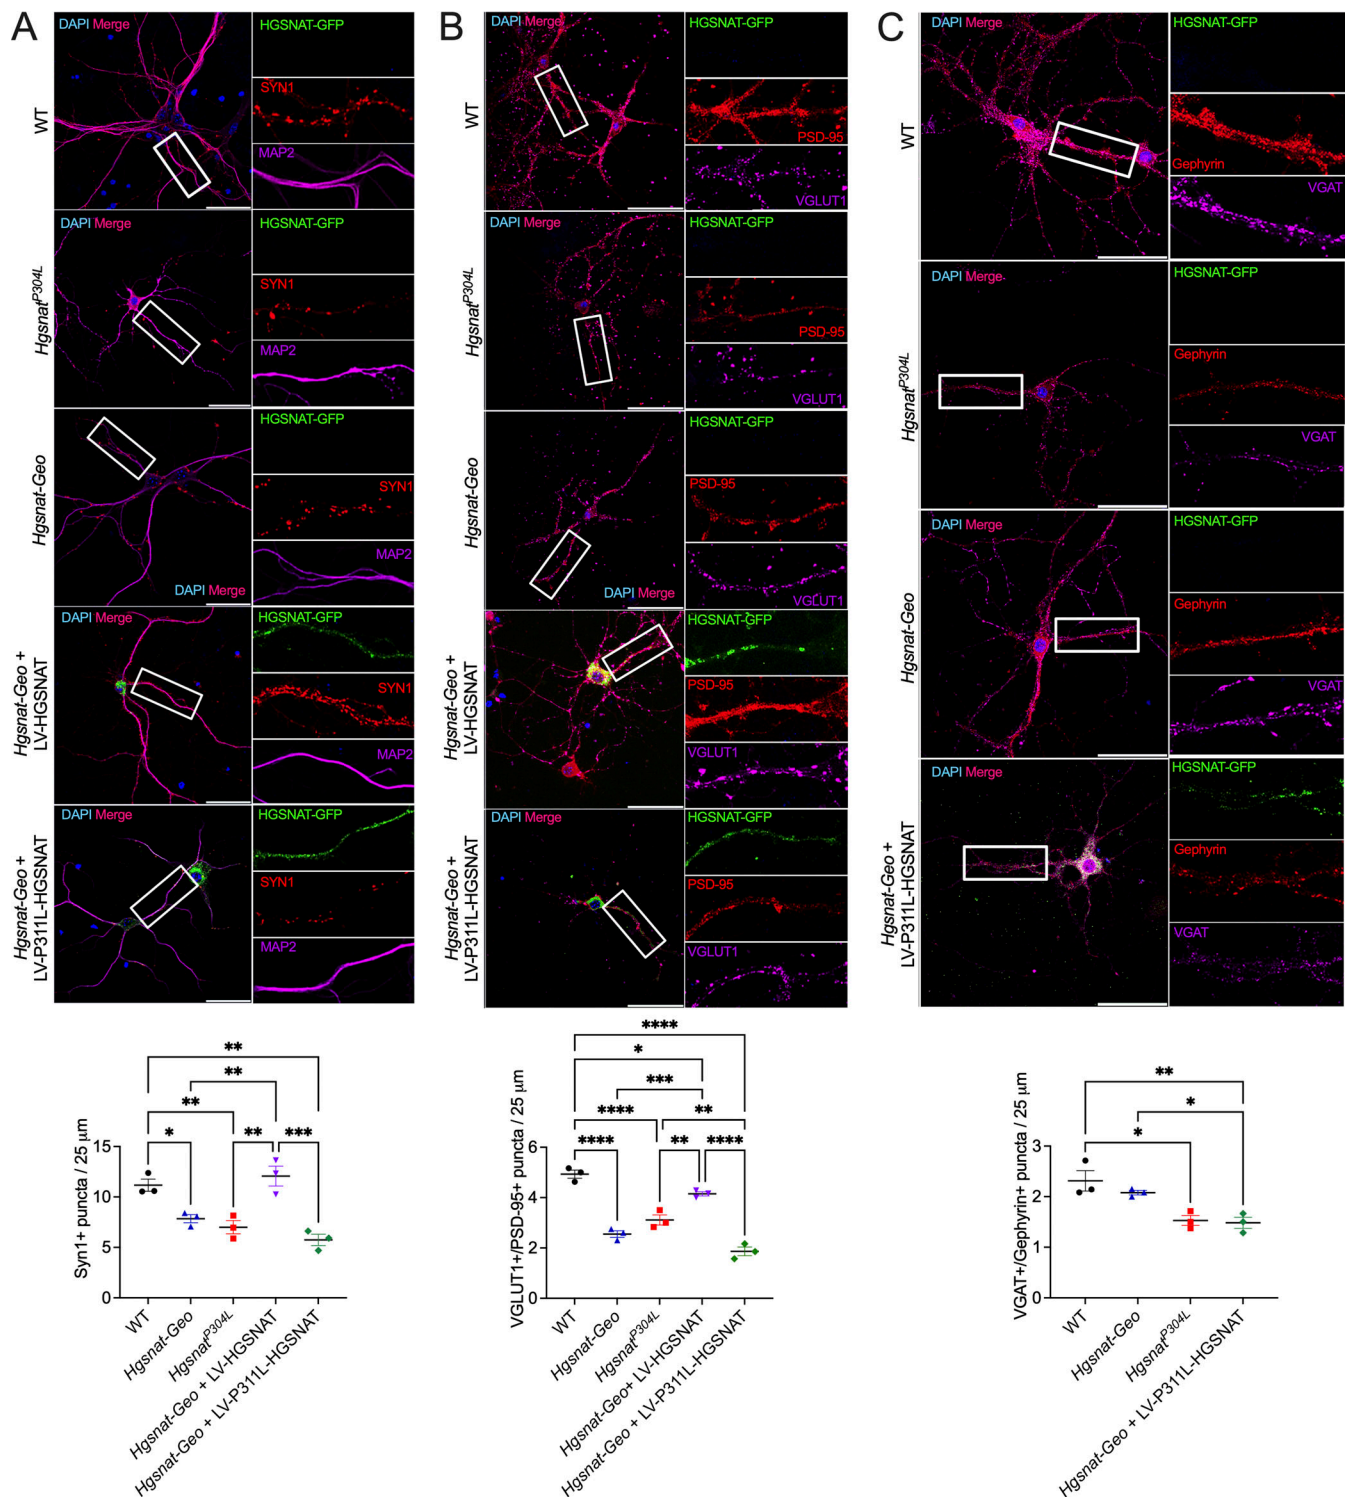 A
DAPI Merge
HGSNAT-GFP
SYN1
MAP2
WT
DAPI Merge
HGSNAT-GFP
SYN1
MAP2
Hgsnat^P304L
HGSNAT-GFP
SYN1
MAP2
DAPI Merge
Hgsnat-Geo
DAPI Merge
HGSNAT-GFP
SYN1
MAP2
Hgsnat-Geo +
LV-HGSNAT
DAPI Merge
HGSNAT-GFP
SYN1
MAP2
Hgsnat-Geo +
LV-P311L-HGSNAT
Syn1+ puncta / 25 μm
15
10
5
0
**
**
**
*
**
***
WT
Hgsnat-Geo
Hgsnat^P304L
Hgsnat-Geo + LV-HGSNAT
Hgsnat-Geo + LV-P311L-HGSNAT
B
DAPI Merge
HGSNAT-GFP
PSD-95
VGLUT1
WT
DAPI Merge
HGSNAT-GFP
PSD-95
VGLUT1
Hgsnat^P304L
HGSNAT-GFP
PSD-95
VGLUT1
DAPI Merge
Hgsnat-Geo
HGSNAT-GFP
PSD-95
VGLUT1
Hgsnat-Geo +
LV-HGSNAT
DAPI Merge
HGSNAT-GFP
PSD-95
VGLUT1
Hgsnat-Geo +
LV-P311L-HGSNAT
VGLUT1+/PSD-95+ puncta / 25 μm
6
4
2
0
****
*
***
****
**
****
**
****
WT
Hgsnat-Geo
Hgsnat^P304L
Hgsnat-Geo+ LV-HGSNAT
Hgsnat-Geo + LV-P311L-HGSNAT
C
DAPI Merge
HGSNAT-GFP
Gephyrin
VGAT
WT
DAPI Merge
HGSNAT-GFP
Gephyrin
VGAT
Hgsnat^P304L
DAPI Merge
HGSNAT-GFP
Gephyrin
VGAT
Hgsnat-Geo
DAPI Merge
HGSNAT-GFP
Gephyrin
VGAT
Hgsnat-Geo +
LV-P311L-HGSNAT
VGAT+/Gephyrin+ puncta / 25 μm
3
2
1
0
**
*
*
WT
Hgsnat-Geo
Hgsnat^P304L
Hgsnat-Geo + LV-P311L-HGSNAT